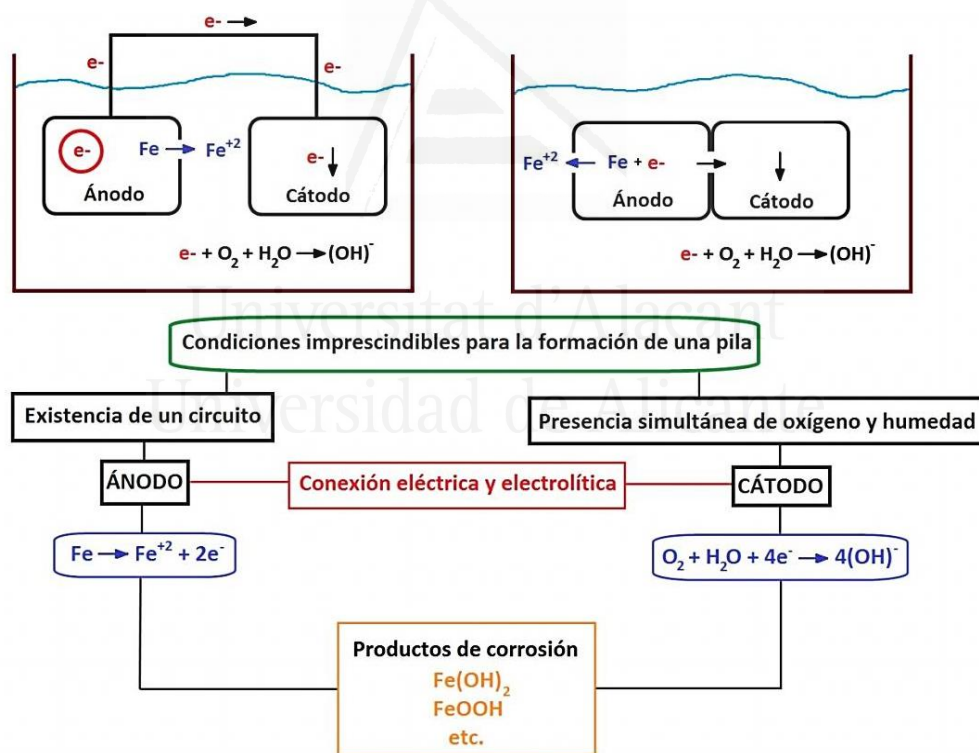 e- →
e-
e-
e-
Fe → Fe⁺²
Ánodo
e-
Cátodo
e- + O₂ + H₂O → (OH)⁻
Fe⁺² ← Fe + e- →
Ánodo
Cátodo
e- + O₂ + H₂O → (OH)⁻
Universitat d'Alacant
Condiciones imprescindibles para la formación de una pila
Universidad de Alicante
Existencia de un circuito
Presencia simultánea de oxígeno y humedad
ÁNODO
Conexión eléctrica y electrolítica
CÁTODO
Fe → Fe⁺² + 2e⁻
O₂ + H₂O + 4e⁻ → 4(OH)⁻
Productos de corrosión
Fe(OH)₂
FeOOH
etc.